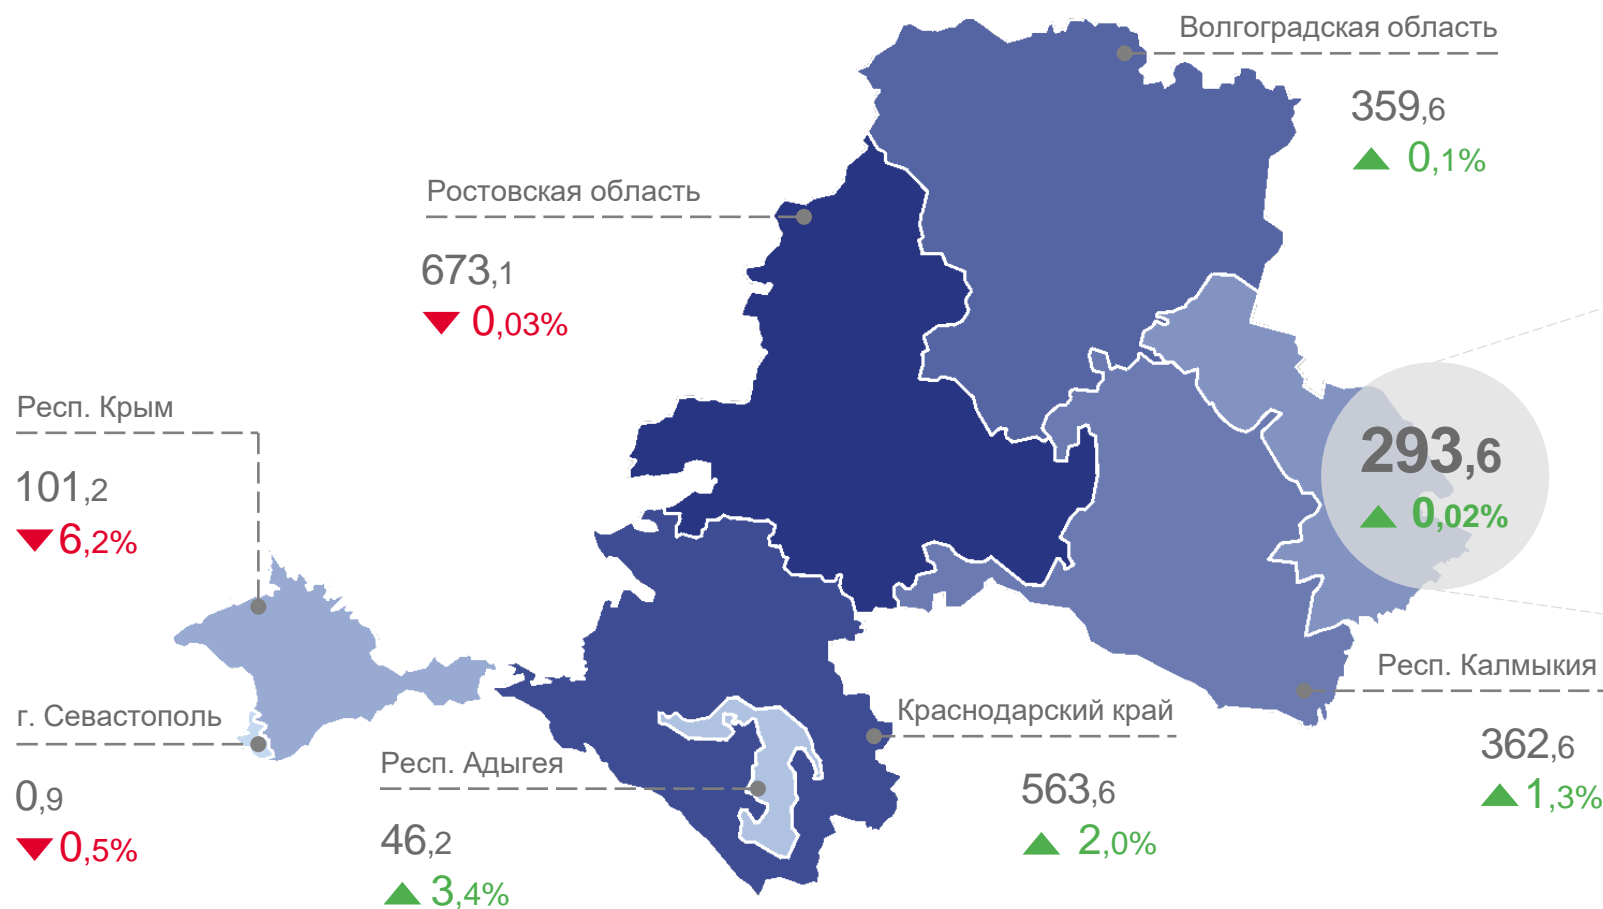 Волгоградская область
359,6
0,1%
Ростовская область
673,1
0,03%
Респ. Крым
101,2
6,2%
293,6
0,02%
г. Севастополь
0,9
0,5%
Респ. Адыгея
46,2
3,4%
Краснодарский край
563,6
2,0%
Респ. Калмыкия
362,6
1,3%